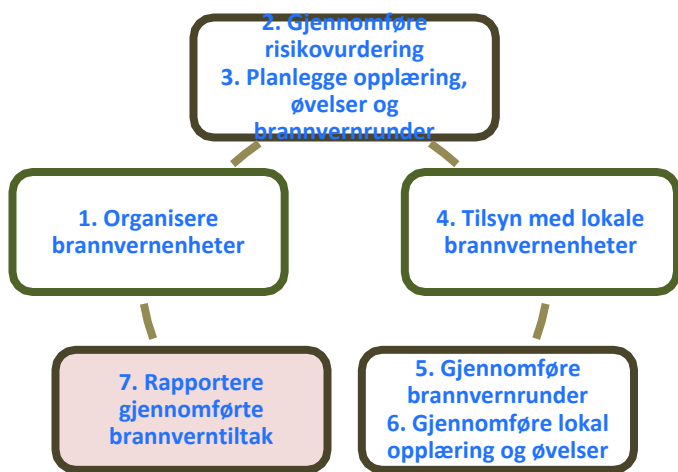 2. Gjennomføre
risikovurdering
3. Planlegge opplæring,
øvelser og
brannvernrunder
1. Organisere
brannvernenheter
4. Tilsyn med lokale
brannvernenheter
7. Rapportere
gjennomførte
brannverntiltak
5. Gjennomføre
brannvernrunder
6. Gjennomføre lokal
opplæring og øvelser